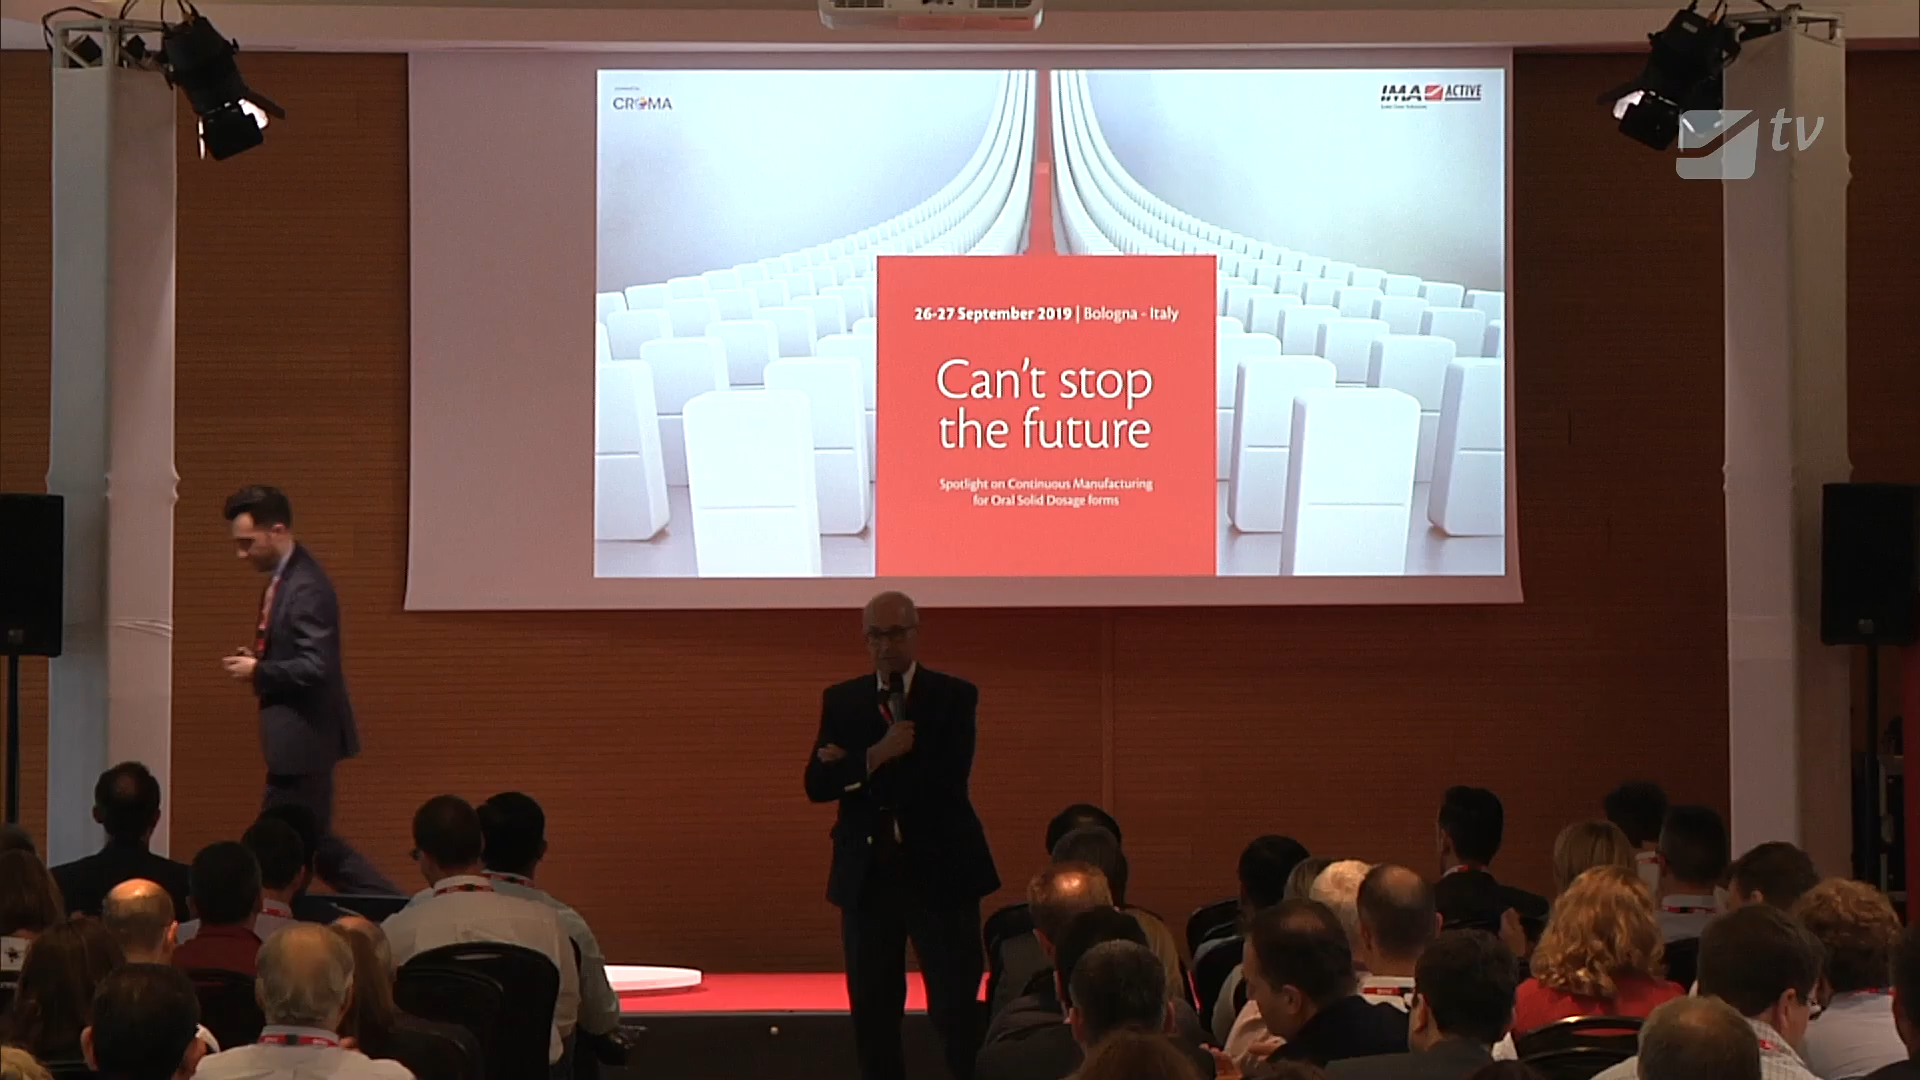 CROMA
IMA ACTIVE
tv
26-27 September 2019 | Bologna - Italy
Can't stop
the future
Spotlight on Continuous Manufacturing
for Oral Solid Dosage forms